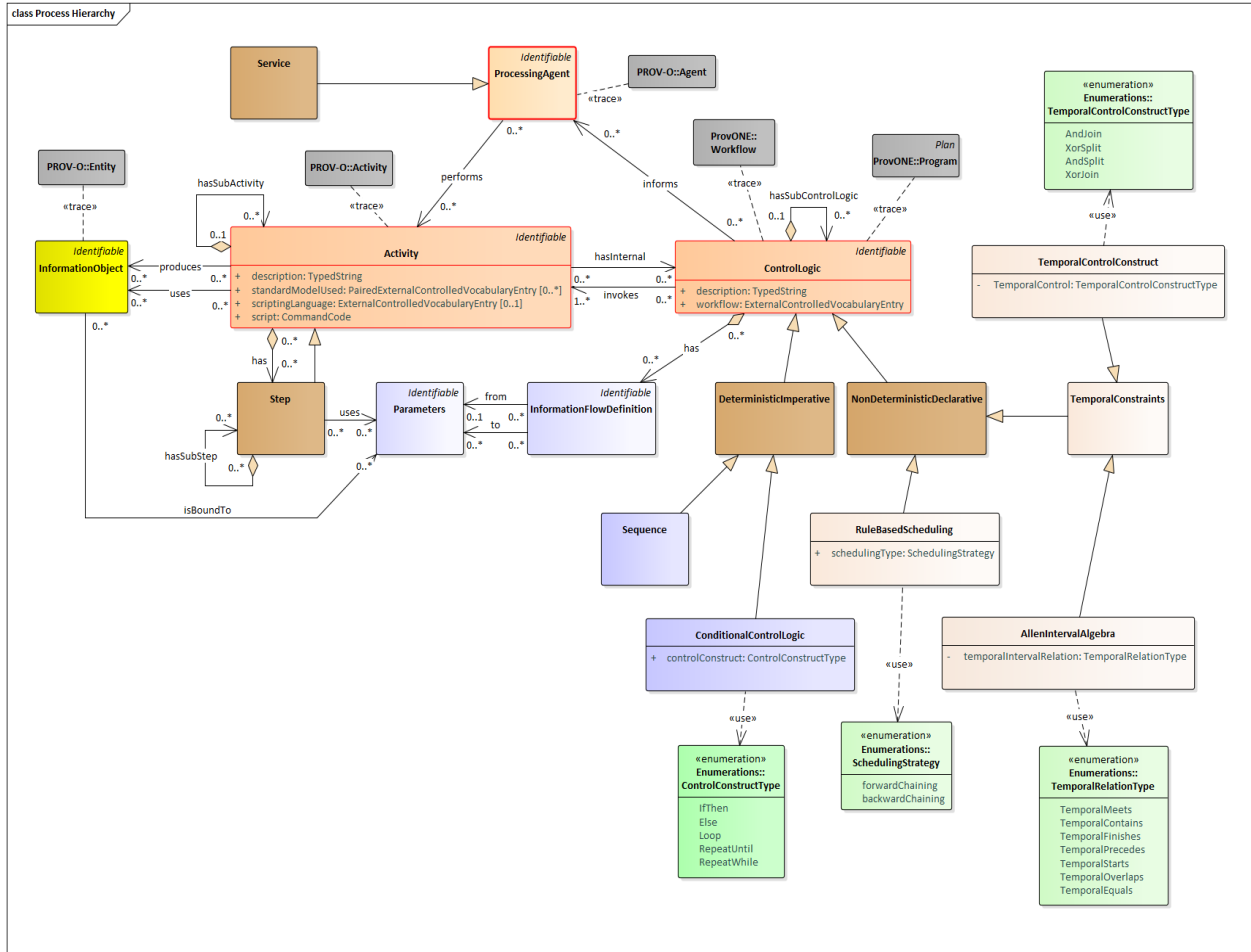 class Process Hierarchy
Service
Identifiable
ProcessingAgent
PROV-O::Agent
«trace»
0..*
0..*
«enumeration»
Enumerations::
TemporalControlConstructType
AndJoin
XorSplit
AndSplit
XorJoin
ProvONE::
Workflow
Plan
ProvONE::Program
PROV-O::Entity
PROV-O::Activity
performs
informs
hasSubActivity
hasSubControlLogic
«trace»
«trace»
«trace»
«trace»
«use»
0..*
0..*
0..1
0..*
0..*
0..1
Identifiable
InformationObject
produces
0..*
0..*
uses
0..*
0..*
Identifiable
Activity
+ description: TypedString
+ standardModelUsed: PairedExternalControlledVocabularyEntry [0..*]
+ scriptingLanguage: ExternalControlledVocabularyEntry [0..1]
+ script: CommandCode
hasInternal
0..*
0..*
invokes
1..*
0..*
Identifiable
ControlLogic
+ description: TypedString
+ workflow: ExternalControlledVocabularyEntry
TemporalControlConstruct
- TemporalControl: TemporalControlConstructType
0..*
0..*
has
0..*
has
0..*
0..*
Step
uses
0..*
0..*
0..*
hasSubStep
0..*
Identifiable
Parameters
0..*
from
0..1
0..*
to
0..*
0..*
Identifiable
InformationFlowDefinition
DeterministicImperative
NonDeterministicDeclarative
TemporalConstraints
isBoundTo
Sequence
RuleBasedScheduling
+ schedulingType: SchedulingStrategy
ConditionalControlLogic
+ controlConstruct: ControlConstructType
AllenIntervalAlgebra
- temporalIntervalRelation: TemporalRelationType
«use»
«use»
«use»
«enumeration»
Enumerations::
ControlConstructType
IfThen
Else
Loop
RepeatUntil
RepeatWhile
«enumeration»
Enumerations::
SchedulingStrategy
forwardChaining
backwardChaining
«enumeration»
Enumerations::
TemporalRelationType
TemporalMeets
TemporalContains
TemporalFinishes
TemporalPrecedes
TemporalStarts
TemporalOverlaps
TemporalEquals